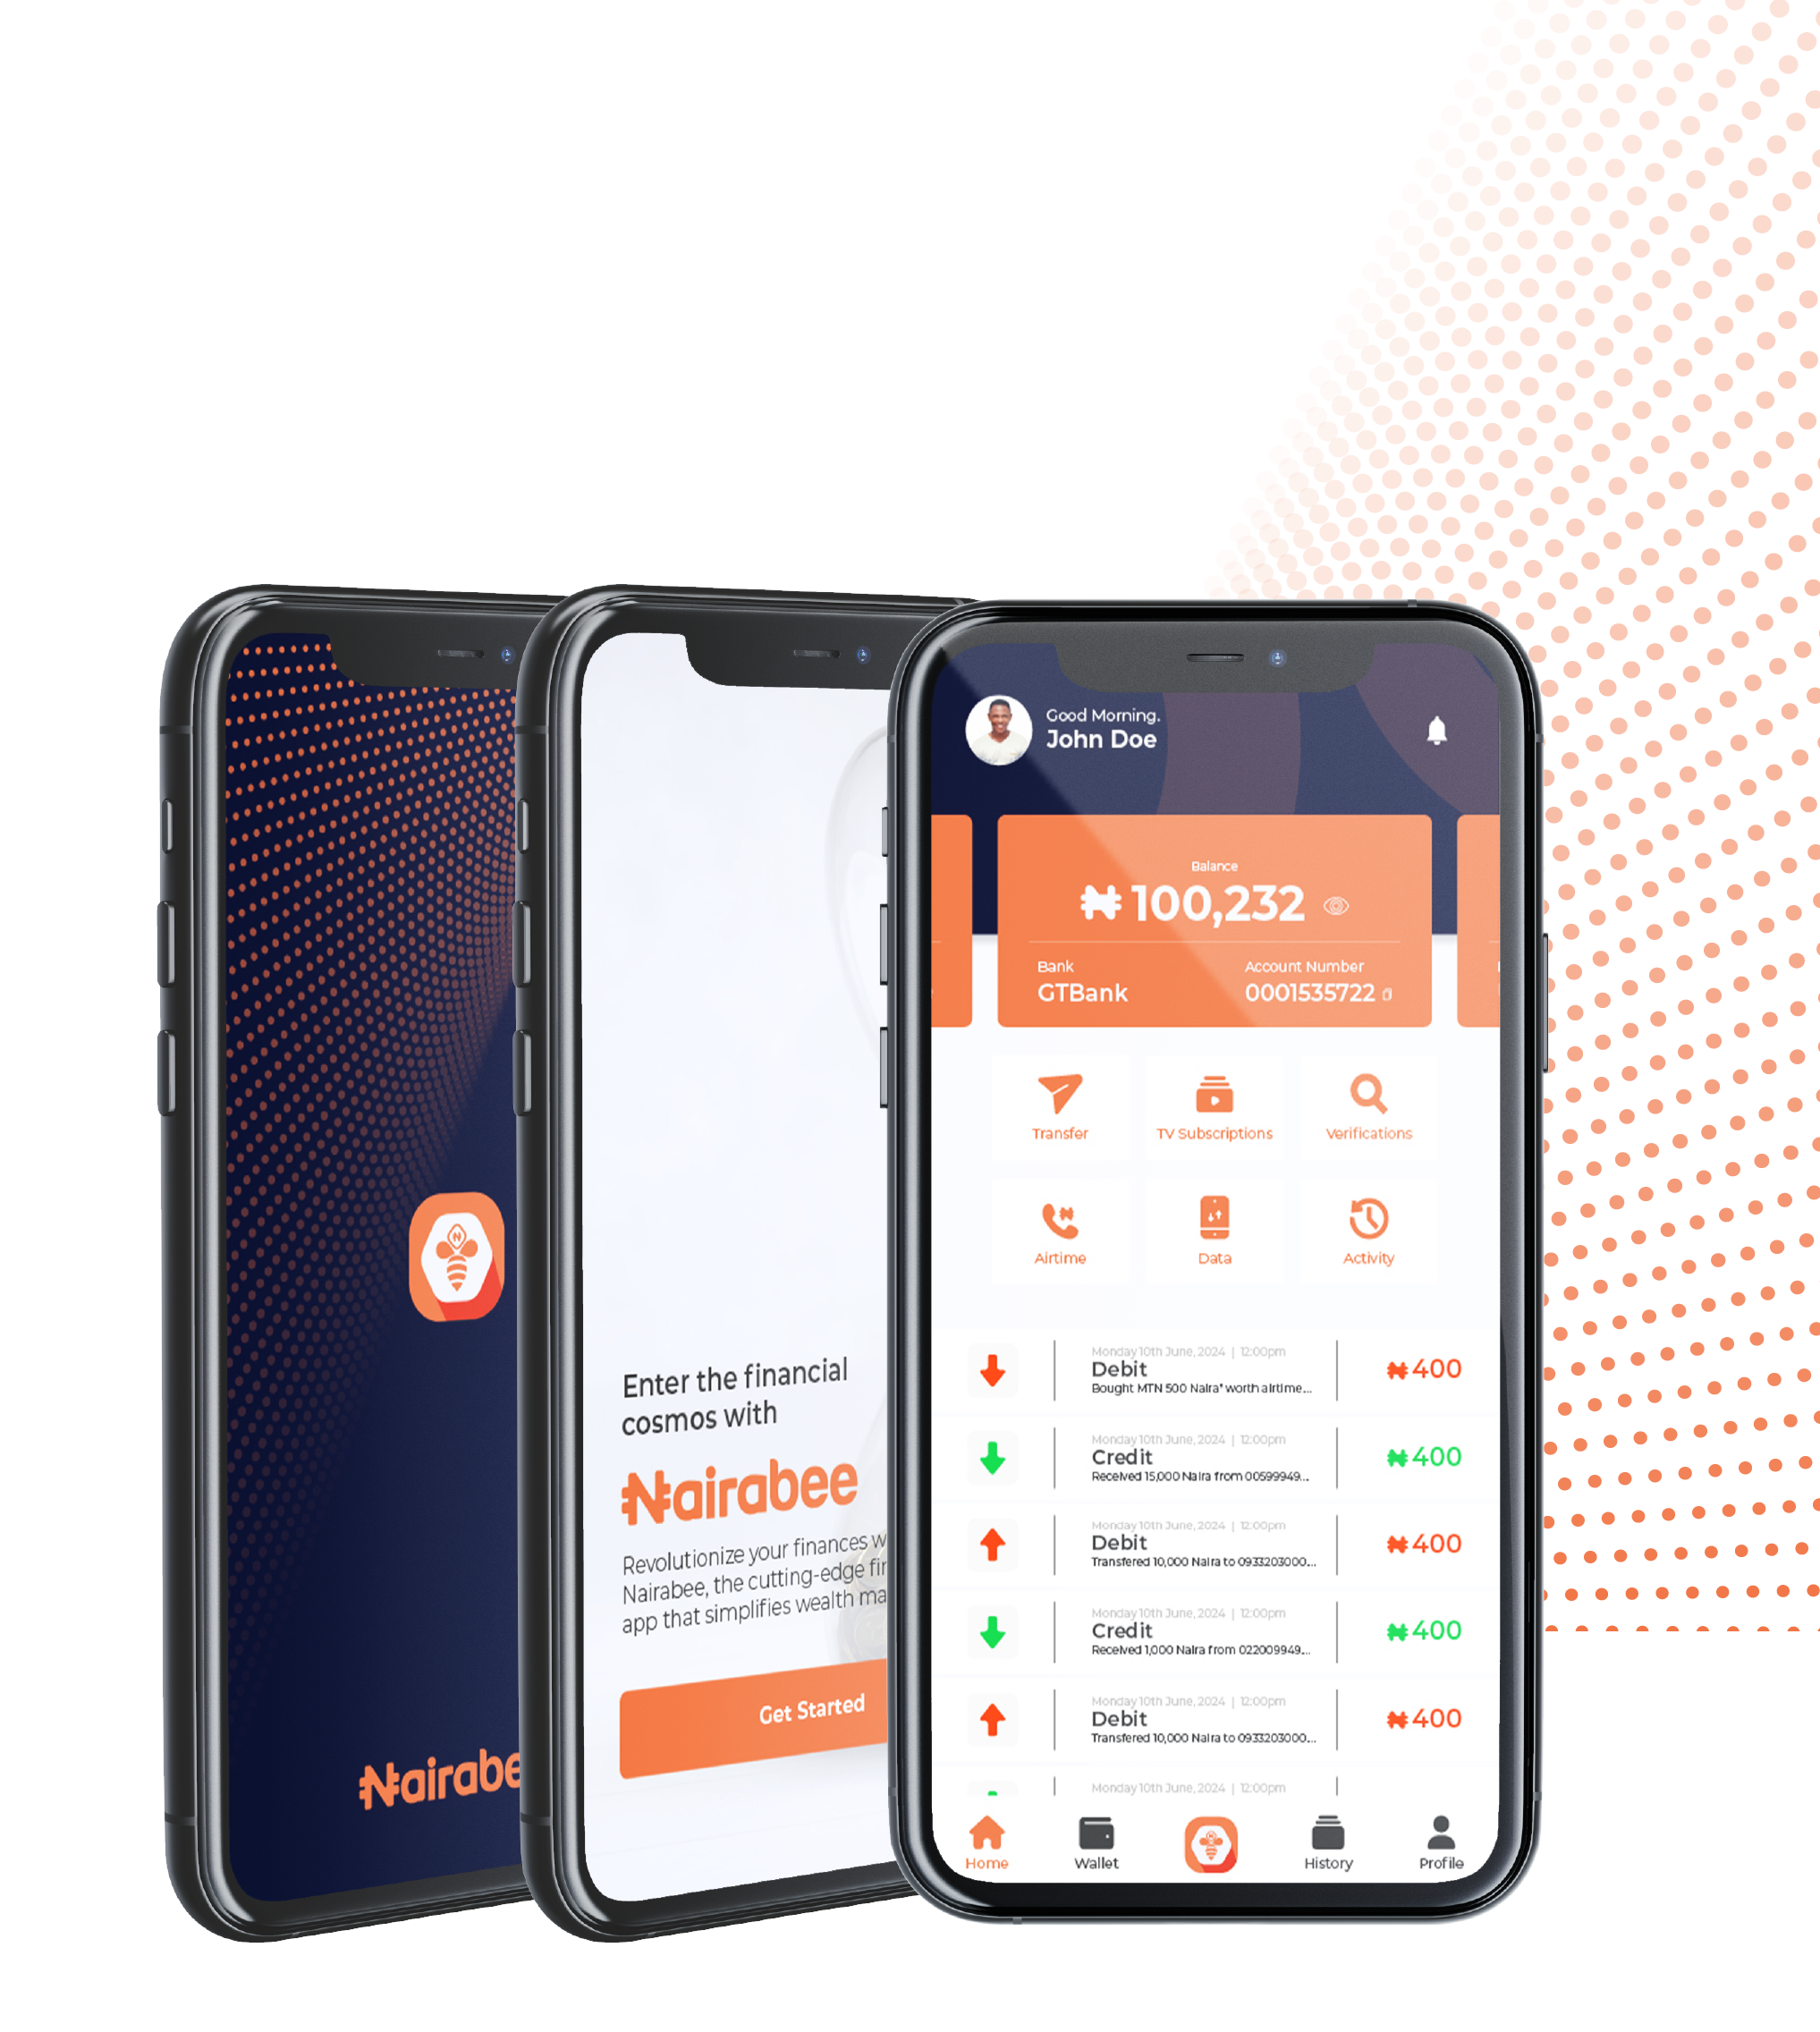 Nairabe
Enter the financial
cosmos with
Nairabee
Revolutionize your finances w
Nairabee, the cutting-edge fi
app that simplifies wealth ma
Get Started
Good Morning.
John Doe
Balance
₦ 100,232
Bank
GTBank
Account Number
0001535722
Transfer
TV Subscriptions
Verifications
Airtime
Data
Activity
Monday 10th June, 2024 | 12:00pm
Debit
Bought MTN 500 Naira* worth airtime...
₦400
Monday 10th June, 2024 | 12:00pm
Credit
Received 15,000 Naira from 00599949...
₦400
Monday 10th June, 2024 | 12:00pm
Debit
Transfered 10,000 Naira to 0933203000...
₦400
Monday 10th June, 2024 | 12:00pm
Credit
Received 1,000 Naira from 022009949...
₦400
Monday 10th June, 2024 | 12:00pm
Debit
Transfered 10,000 Naira to 0933203000...
₦400
Monday 10th June, 2024 | 12:00pm
Home
Wallet
History
Profile